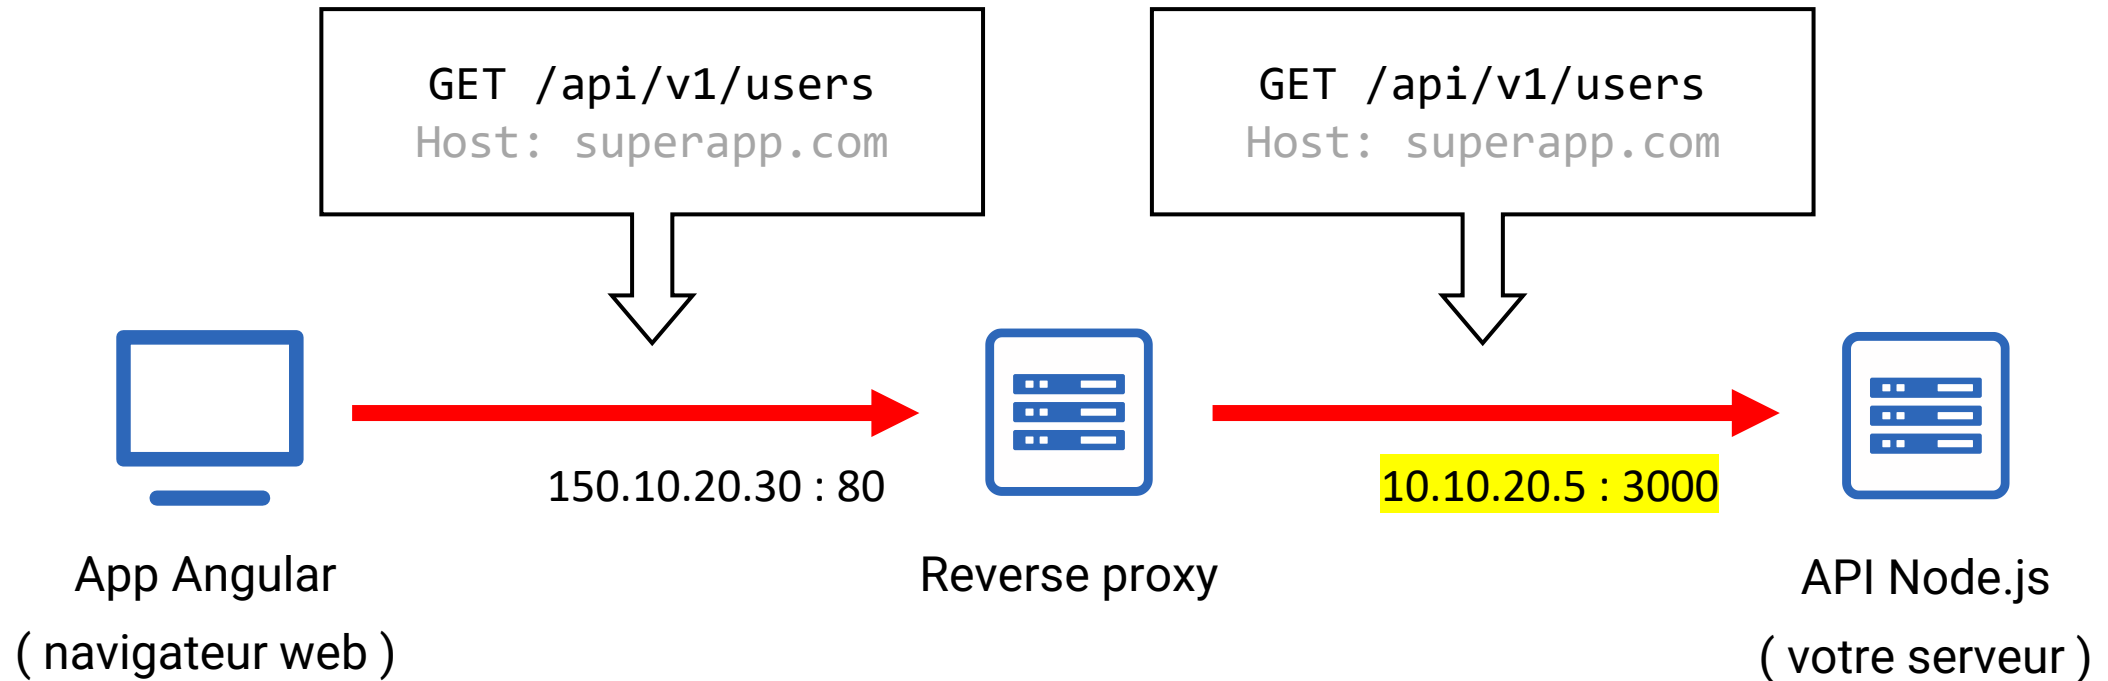 GET /api/v1/users
Host: superapp.com
GET /api/v1/users
Host: superapp.com
150.10.20.30 : 80
10.10.20.5 : 3000
App Angular
( navigateur web )
Reverse proxy
API Node.js
( votre serveur )